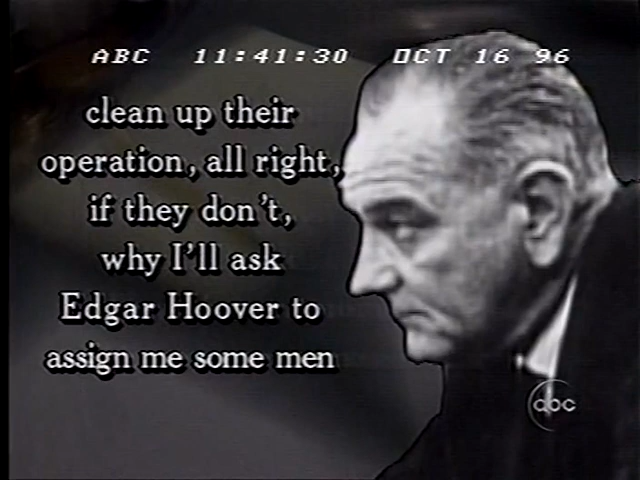 ABC 11:41:30 OCT 16 96
clean up their
operation, all right,
if they don't,
why I'll ask
Edgar Hoover to
assign me some men
abc